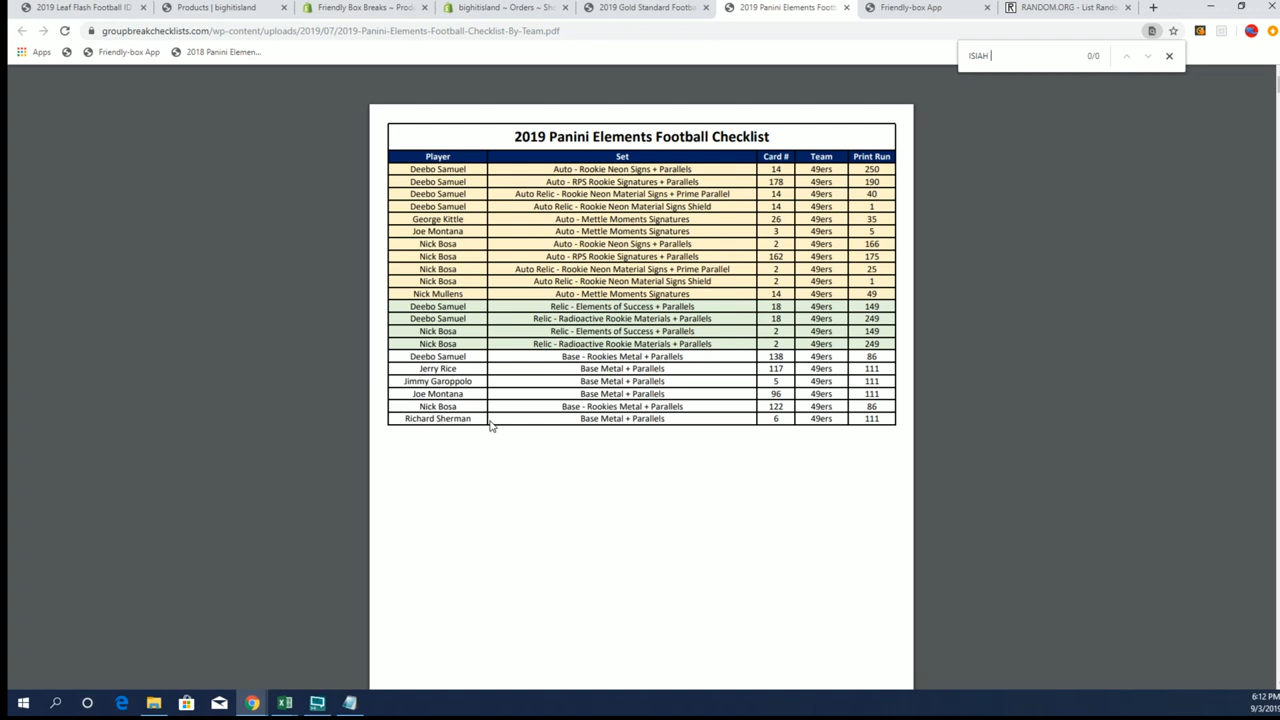 2019 Leaf Flash Football ID
Products | bighitisland
Friendly Box Breaks ~ Prod
bighitisland ~ Orders ~ Sh
2019 Gold Standard Footba
2019 Panini Elements Footb
Friendly-box App
RANDOM.ORG - List Rand
groupbreakchecklists.com/wp-content/uploads/2019/07/2019-Panini-Elements-Football-Checklist-By-Team.pdf
Apps Friendly-box App 2018 Panini Elemen...
ISIAH 0/0
2019 Panini Elements Football Checklist
Player Set Card # Team Print Run
Deebo Samuel Auto - Rookie Neon Signs + Parallels 14 49ers 250
Deebo Samuel Auto - RPS Rookie Signatures + Parallels 178 49ers 190
Deebo Samuel Auto Relic - Rookie Neon Material Signs + Prime Parallel 14 49ers 40
Deebo Samuel Auto Relic - Rookie Neon Material Signs Shield 14 49ers 1
George Kittle Auto - Mettle Moments Signatures 26 49ers 35
Joe Montana Auto - Mettle Moments Signatures 3 49ers 5
Nick Bosa Auto - Rookie Neon Signs + Parallels 2 49ers 166
Nick Bosa Auto - RPS Rookie Signatures + Parallels 162 49ers 175
Nick Bosa Auto Relic - Rookie Neon Material Signs + Prime Parallel 2 49ers 25
Nick Bosa Auto Relic - Rookie Neon Material Signs Shield 2 49ers 1
Nick Mullens Auto - Mettle Moments Signatures 14 49ers 49
Deebo Samuel Relic - Elements of Success + Parallels 18 49ers 149
Deebo Samuel Relic - Radioactive Rookie Materials + Parallels 18 49ers 249
Nick Bosa Relic - Elements of Success + Parallels 2 49ers 149
Nick Bosa Relic - Radioactive Rookie Materials + Parallels 2 49ers 249
Deebo Samuel Base - Rookies Metal + Parallels 138 49ers 86
Jerry Rice Base Metal + Parallels 117 49ers 111
Jimmy Garoppolo Base Metal + Parallels 5 49ers 111
Joe Montana Base Metal + Parallels 96 49ers 111
Nick Bosa Base - Rookies Metal + Parallels 122 49ers 86
Richard Sherman Base Metal + Parallels 6 49ers 111
6:12 PM
9/3/2019